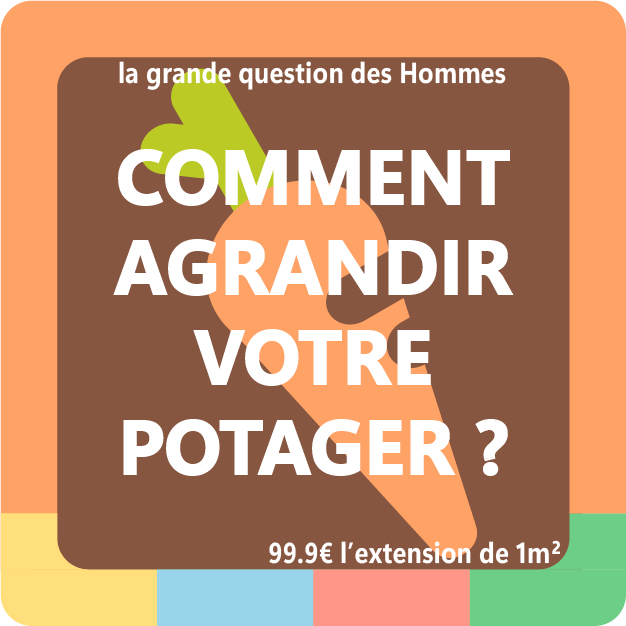 la grande question des Hommes
COMMENT
AGRANDIR
VOTRE
POTAGER ?
99.9€ l’extension de 1m²